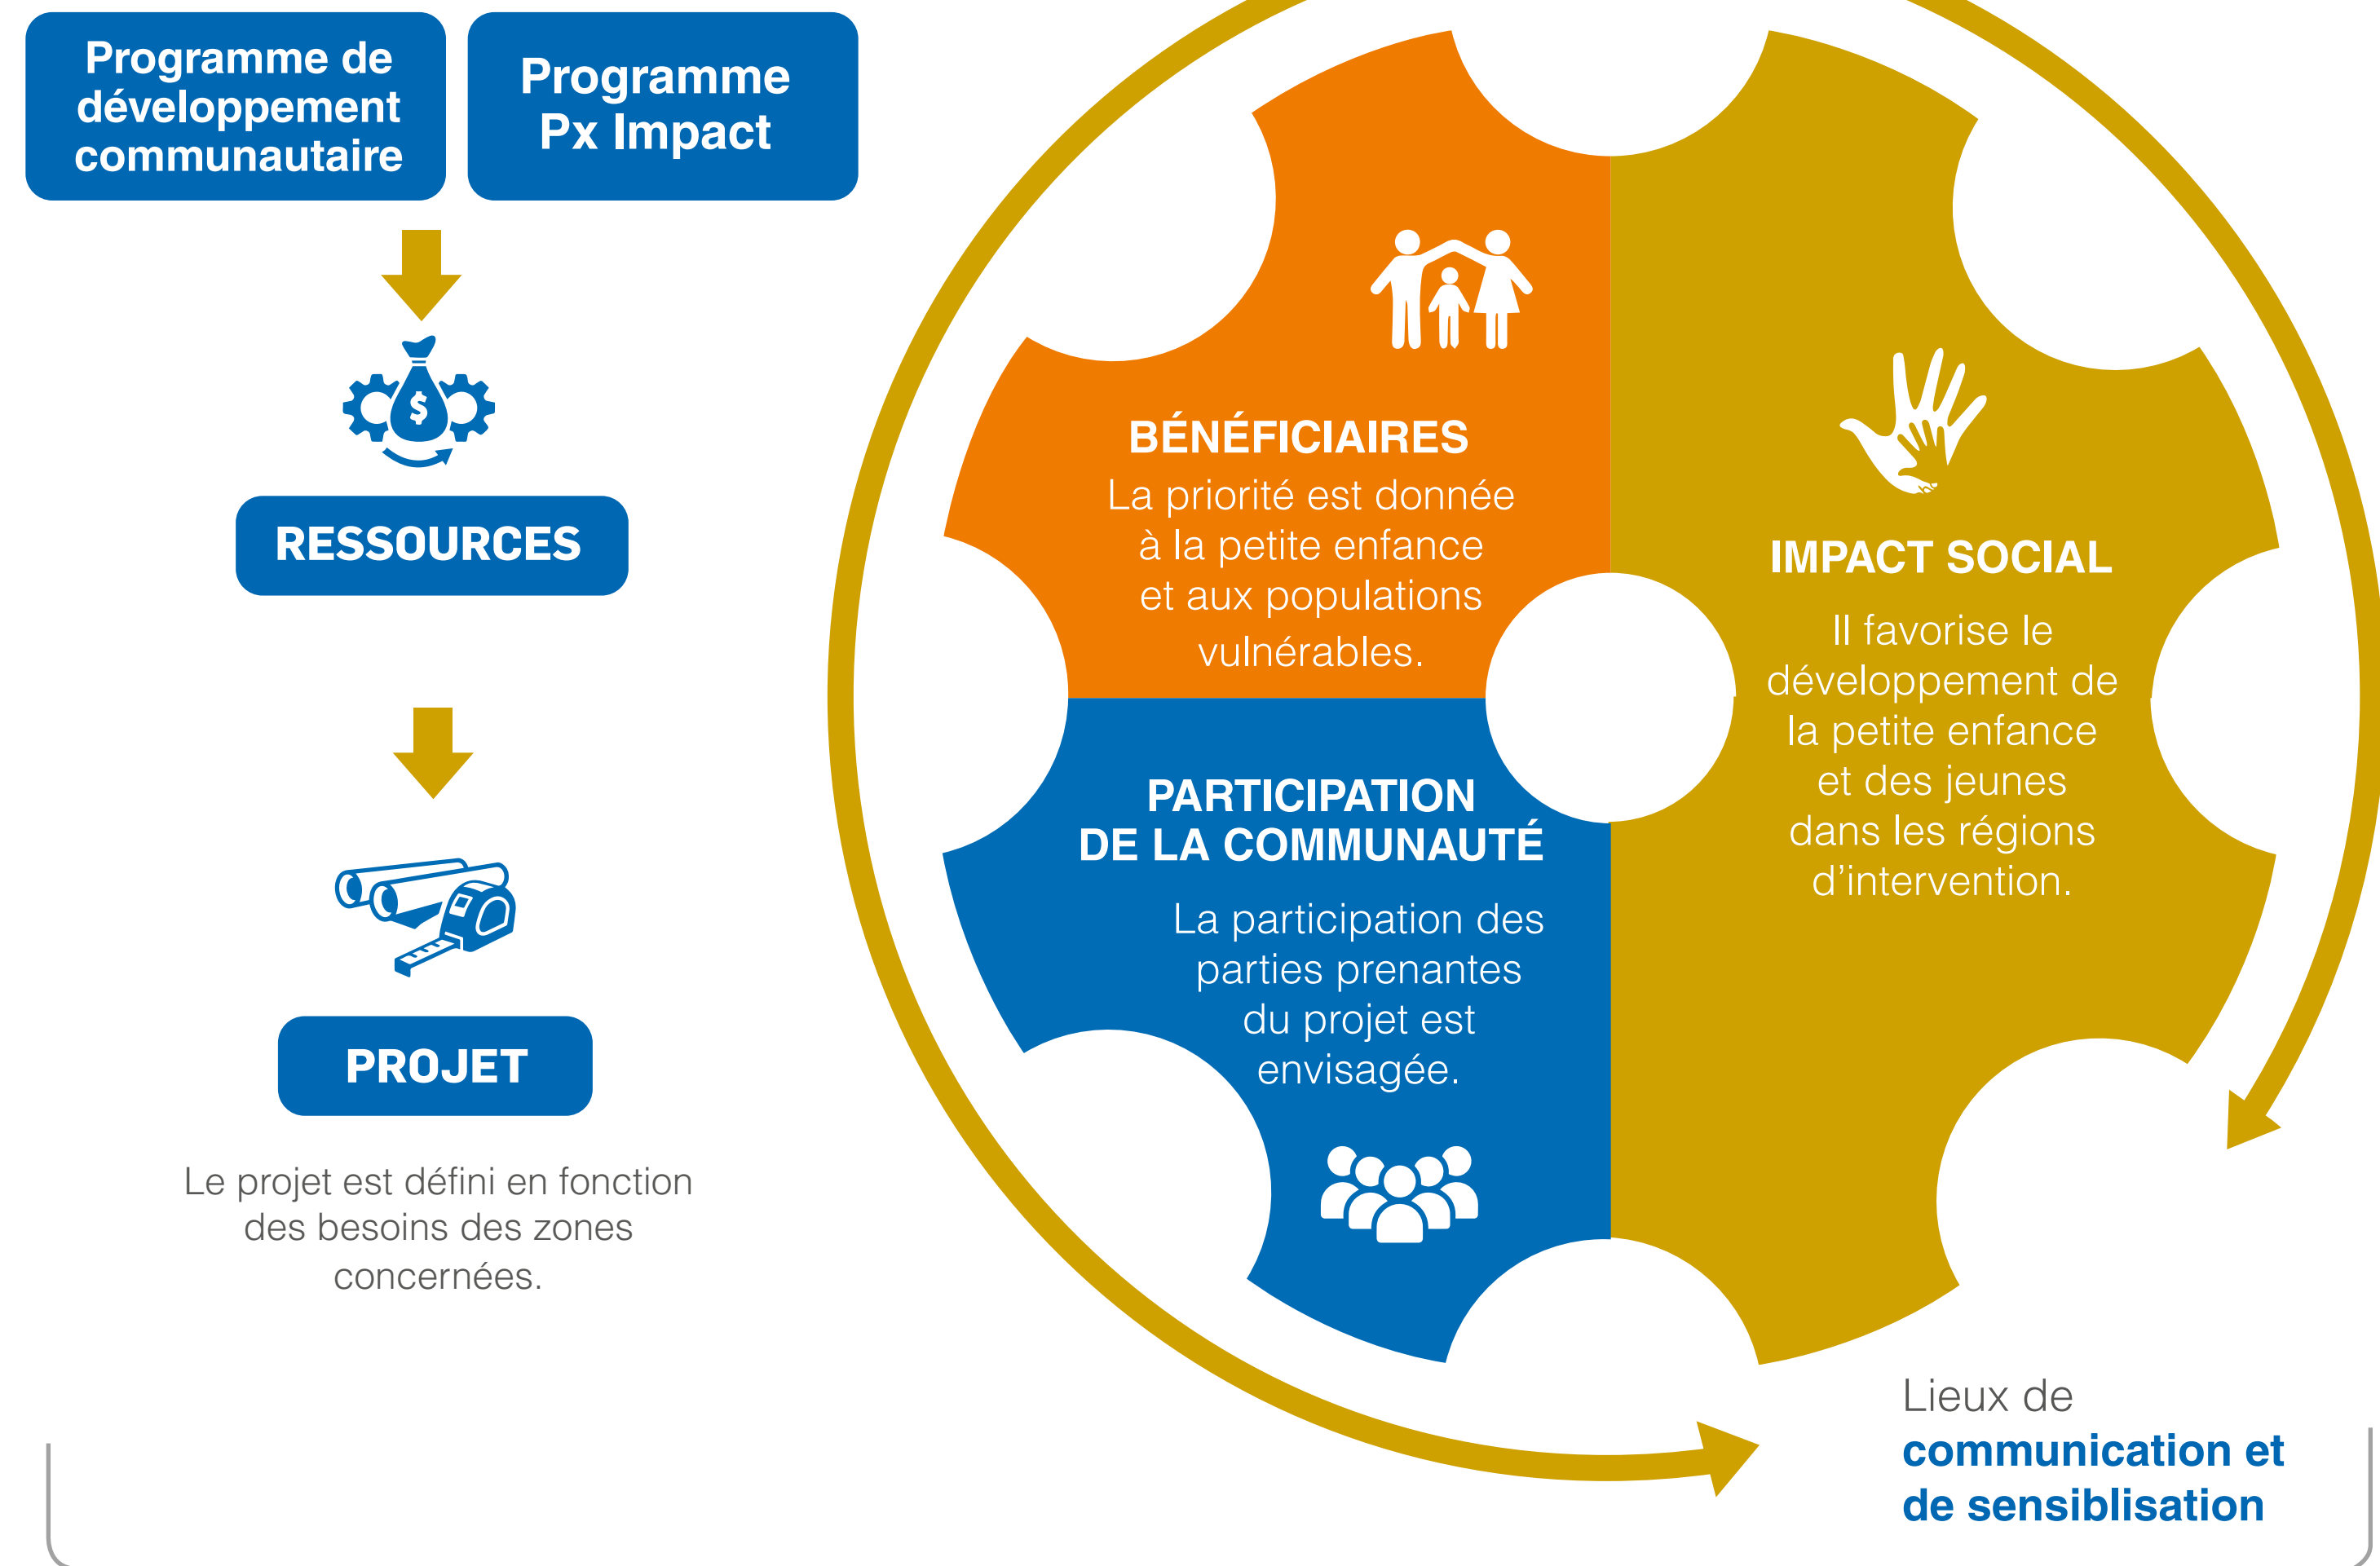 Programme de
développement
communautaire
Programme
Px Impact
RESSOURCES
PROJET
Le projet est défini en fonction
des besoins des zones
concernées.
BÉNÉFICIAIRES
La priorité est donnée
à la petite enfance
et aux populations
vulnérables.
PARTICIPATION
DE LA COMMUNAUTÉ
La participation des
parties prenantes
du projet est
envisagée.
IMPACT SOCIAL
Il favorise le
développement de
la petite enfance
et des jeunes
dans les régions
d'intervention.
Lieux de
communication et
de sensiblisation